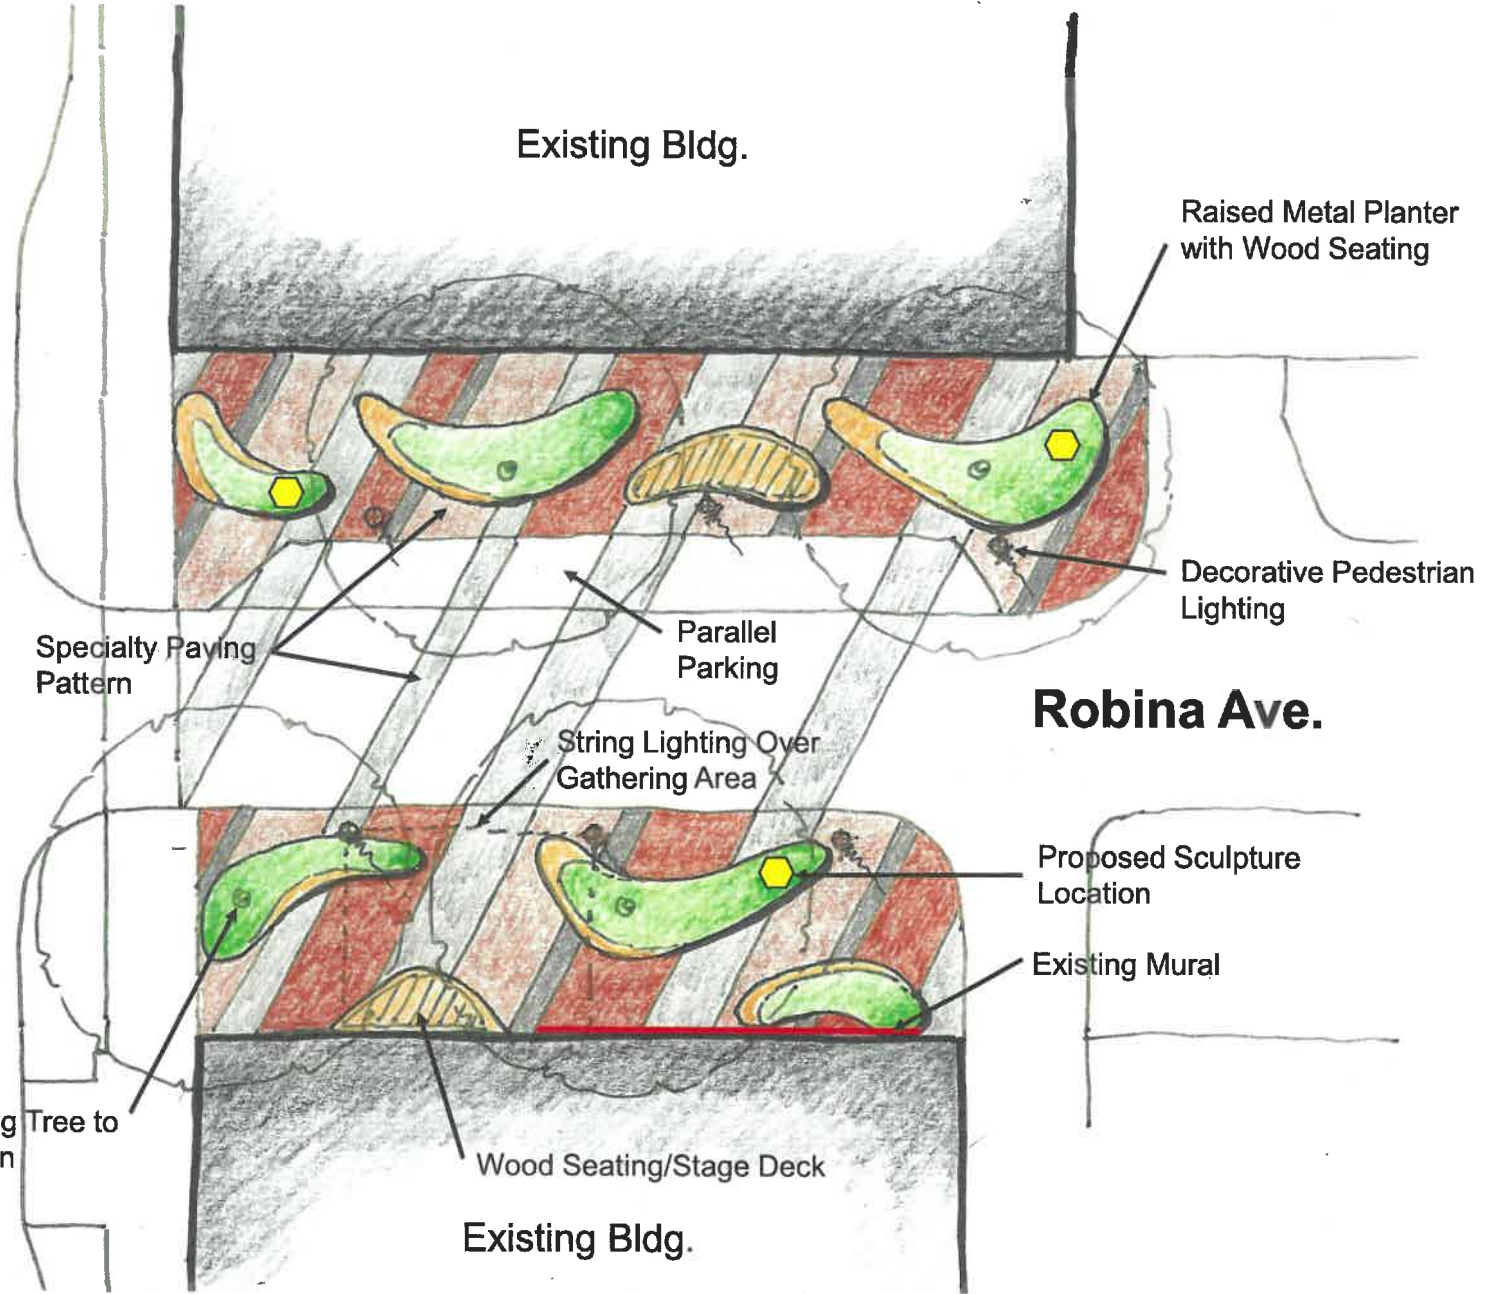 Existing Bldg.
Raised Metal Planter
with Wood Seating
Decorative Pedestrian
Lighting
Specialty Paving
Pattern
Parallel
Parking
Robina Ave.
String Lighting Over
Gathering Area
Proposed Sculpture
Location
Existing Mural
g Tree to
n
Wood Seating/Stage Deck
Existing Bldg.